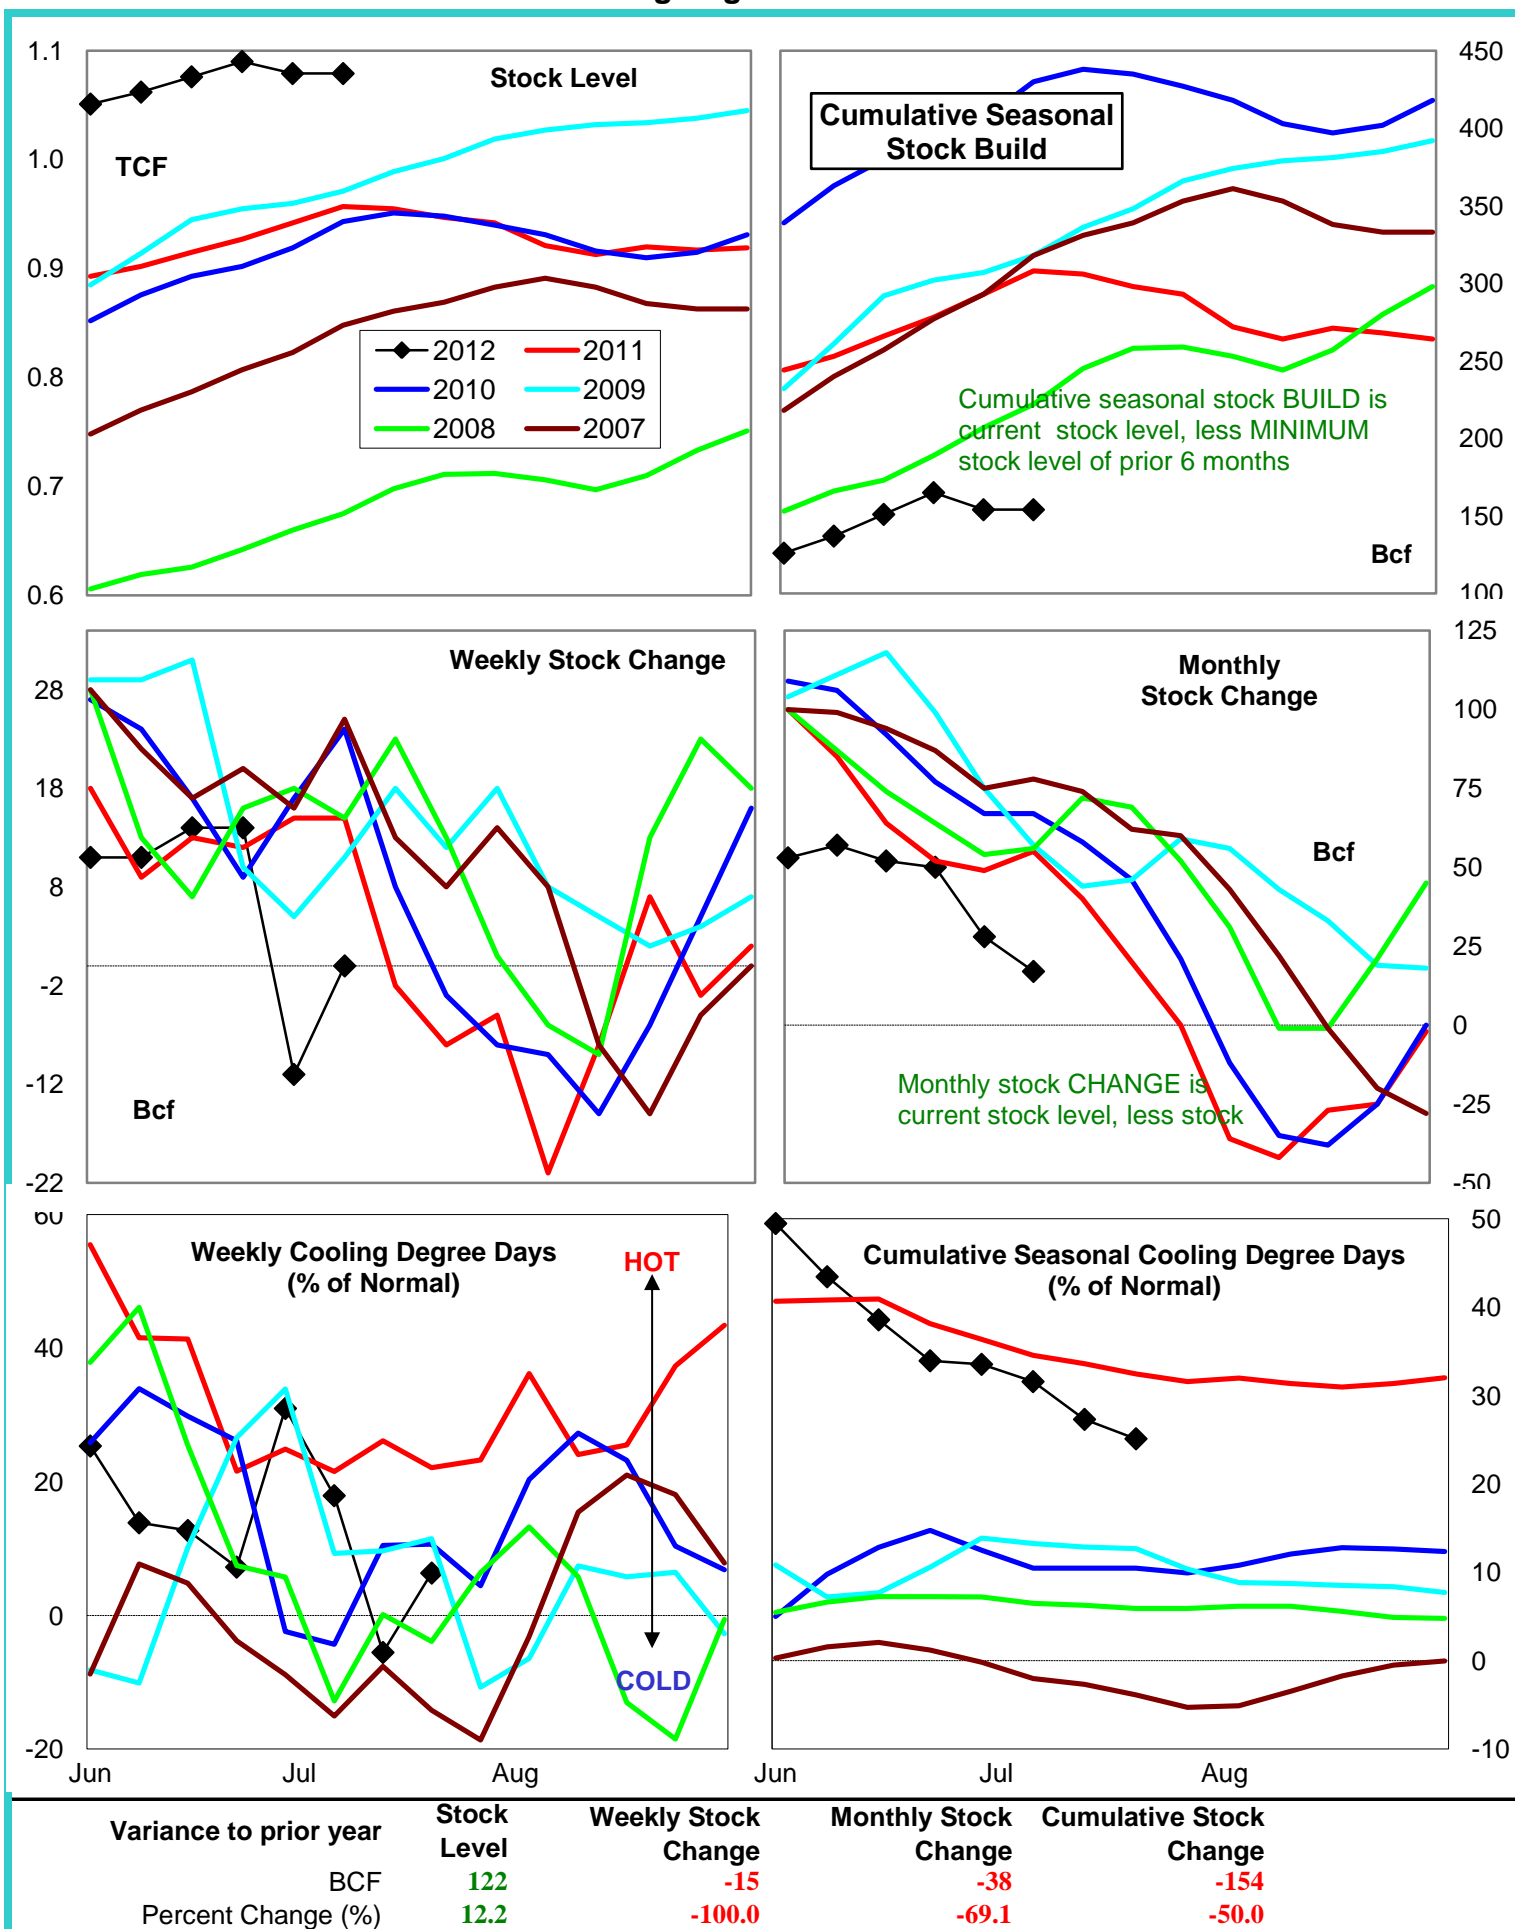 1.1
1.0
0.9
0.8
0.7
0.6
Stock Level
TCF
2012 2011
2010 2009
2008 2007
Cumulative Seasonal
Stock Build
450
400
350
300
250
200
150
100
Cumulative seasonal stock BUILD is
current stock level, less MINIMUM
stock level of prior 6 months
Bcf
Weekly Stock Change
28
18
8
-2
-12
-22
Bcf
Monthly
Stock Change
125
100
75
50
25
0
-25
-50
Bcf
Monthly stock CHANGE is
current stock level, less stock
Weekly Cooling Degree Days
(% of Normal)
HOT
COLD
60
40
20
0
-20
Jun Jul Aug
Cumulative Seasonal Cooling Degree Days
(% of Normal)
50
40
30
20
10
0
-10
Jun Jul Aug
Variance to prior year Stock Level Weekly Stock Change Monthly Stock Change Cumulative Stock Change
BCF 122 -15 -38 -154
Percent Change (%) 12.2 -100.0 -69.1 -50.0